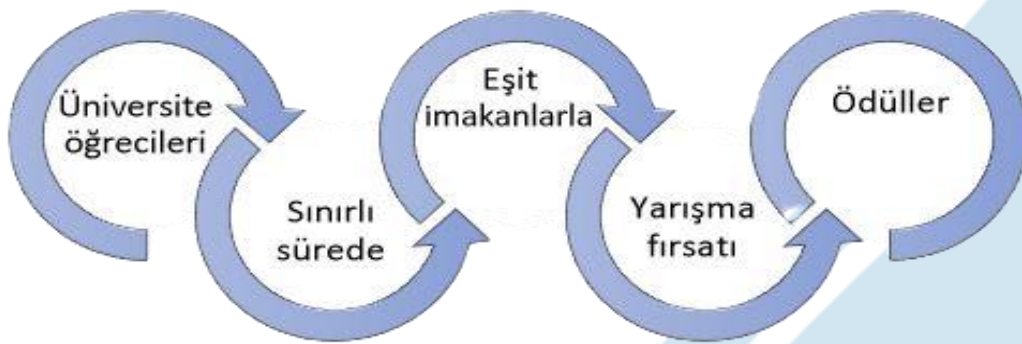 Üniversite
öğrecileri
Sınırlı
sürede
Eşit
imakanlarla
Yarışma
fırsatı
Ödüller